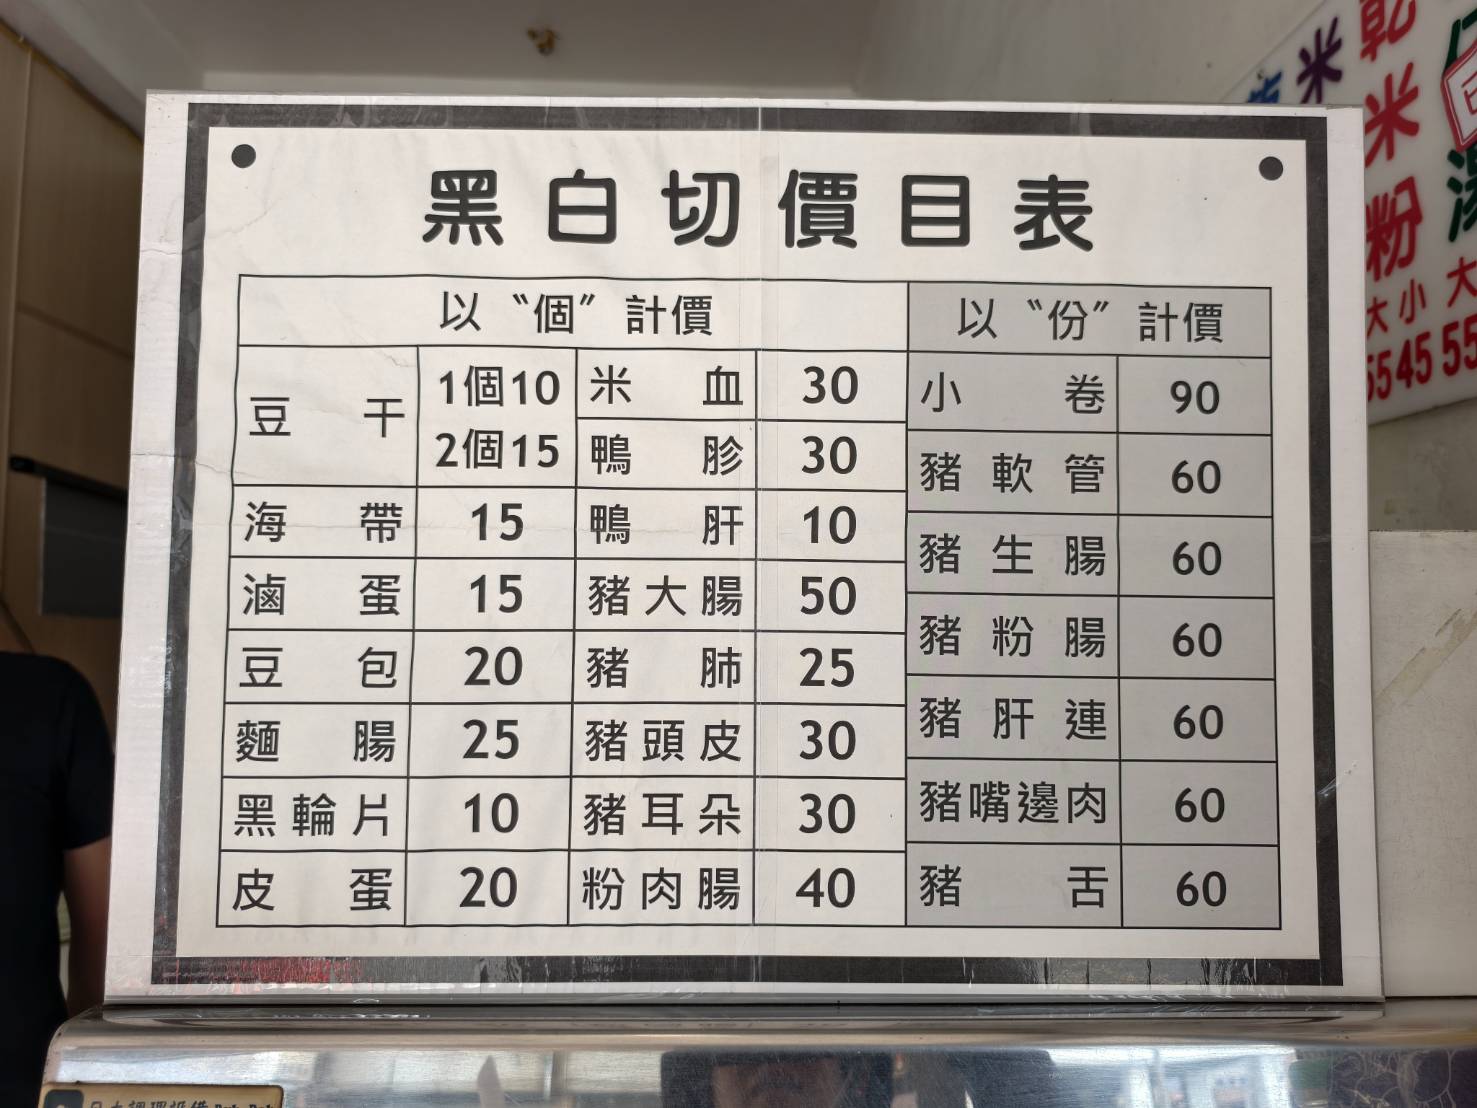 黑白切價目表
以〝個〞計價
以〝份〞計價
豆干 1個10 2個15
米血 30
鴨胗 30
小卷 90
豬軟管 60
海帶 15
鴨肝 10
豬生腸 60
滷蛋 15
豬大腸 50
豬粉腸 60
豆包 20
豬肺 25
豬肝連 60
麵腸 25
豬頭皮 30
黑輪片 10
豬耳朵 30
豬嘴邊肉 60
皮蛋 20
粉肉腸 40
豬舌 60
米
乾米粉
大 小 大
45 55